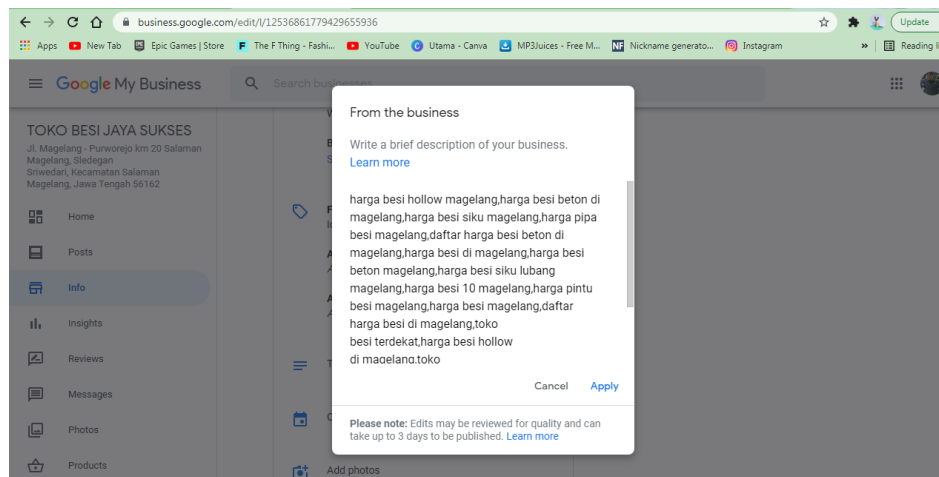 business.google.com/edit/l/12536861779429655936
Update
Apps
New Tab
Epic Games | Store
The F Thing - Fashi...
YouTube
Utama - Canva
MP3Juices - Free M...
Nickname generato...
Instagram
»
Reading l
Google My Business
Search businesses
TOKO BESI JAYA SUKSES
Jl. Magelang - Purworejo km 20 Salaman
Magelang, Sledegan
Sriwedari, Kecamatan Salaman
Magelang, Jawa Tengah 56162
Home
Posts
Info
Insights
Reviews
Messages
Photos
Products
From the business
Write a brief description of your business.
Learn more
harga besi hollow magelang,harga besi beton di
magelang,harga besi siku magelang,harga pipa
besi magelang,daftar harga besi beton di
magelang,harga besi di magelang,harga besi
beton magelang,harga besi siku lubang
magelang,harga besi 10 magelang,harga pintu
besi magelang,harga besi magelang,daftar
harga besi di magelang,toko
besi terdekat,harga besi hollow
di magelang,toko
Cancel
Apply
Please note: Edits may be reviewed for quality and can
take up to 3 days to be published. Learn more
Add photos